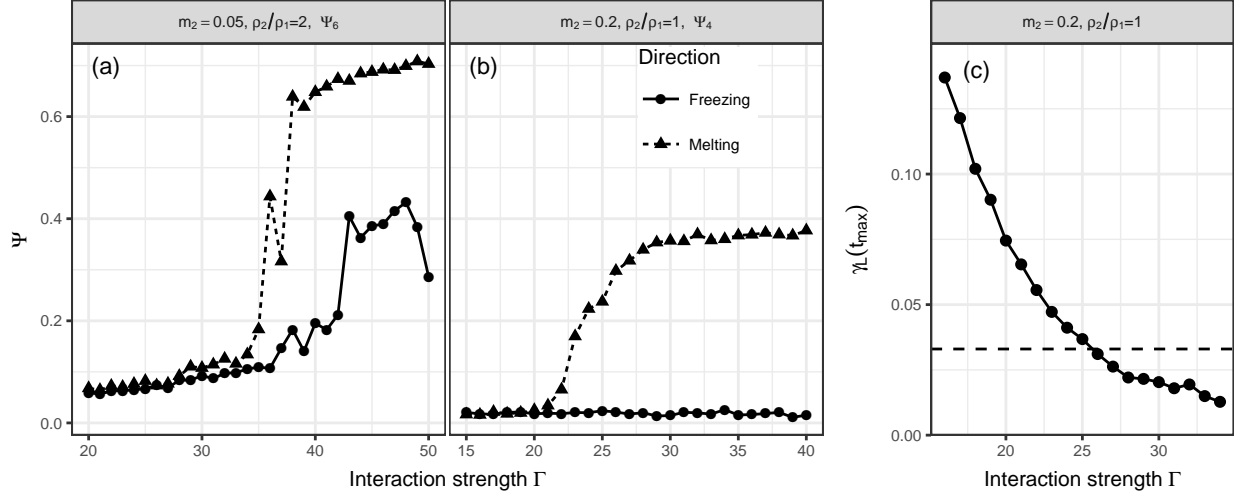 m₂ = 0.05, ρ₂/ρ₁=2, Ψ₆
m₂ = 0.2, ρ₂/ρ₁=1, Ψ₄
m₂ = 0.2, ρ₂/ρ₁=1
(a)
(b)
(c)
Direction
Freezing
Melting
Ψ
0.6
0.4
0.2
0.0
20 30 40 50
15 20 25 30 35 40
Interaction strength Γ
γL(tmax)
0.10
0.05
0.00
20 25 30
Interaction strength Γ